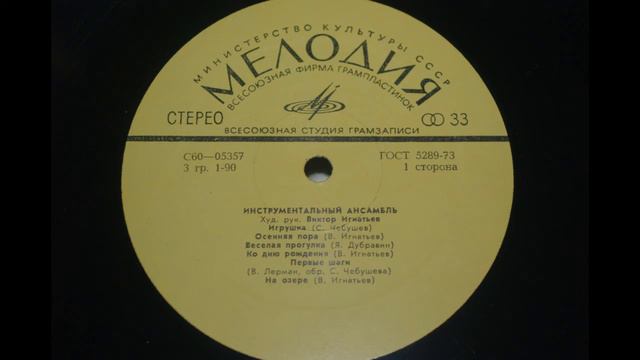 МИНИСТЕРСТВО КУЛЬТУРЫ СССР
МЕЛОДИЯ
ВСЕСОЮЗНАЯ ФИРМА ГРАМПЛАСТИНОК
СТЕРЕО
33
ВСЕСОЮЗНАЯ СТУДИЯ ГРАМЗАПИСИ
С60—05357
ГОСТ 5289-73
3 гр. 1-90
1 сторона
ИНСТРУМЕНТАЛЬНЫЙ АНСАМБЛЬ
Худ. рук. Виктор Игнатьев
Игрушка (С. Чебушев)
Осенняя пора (В. Игнатьев)
Веселая прогулка (Я. Дубравин)
Ко дню рождения (В. Игнатьев)
Первые шаги
(В. Лерман, обр. С. Чебушева)
На озере (В. Игнатьев)